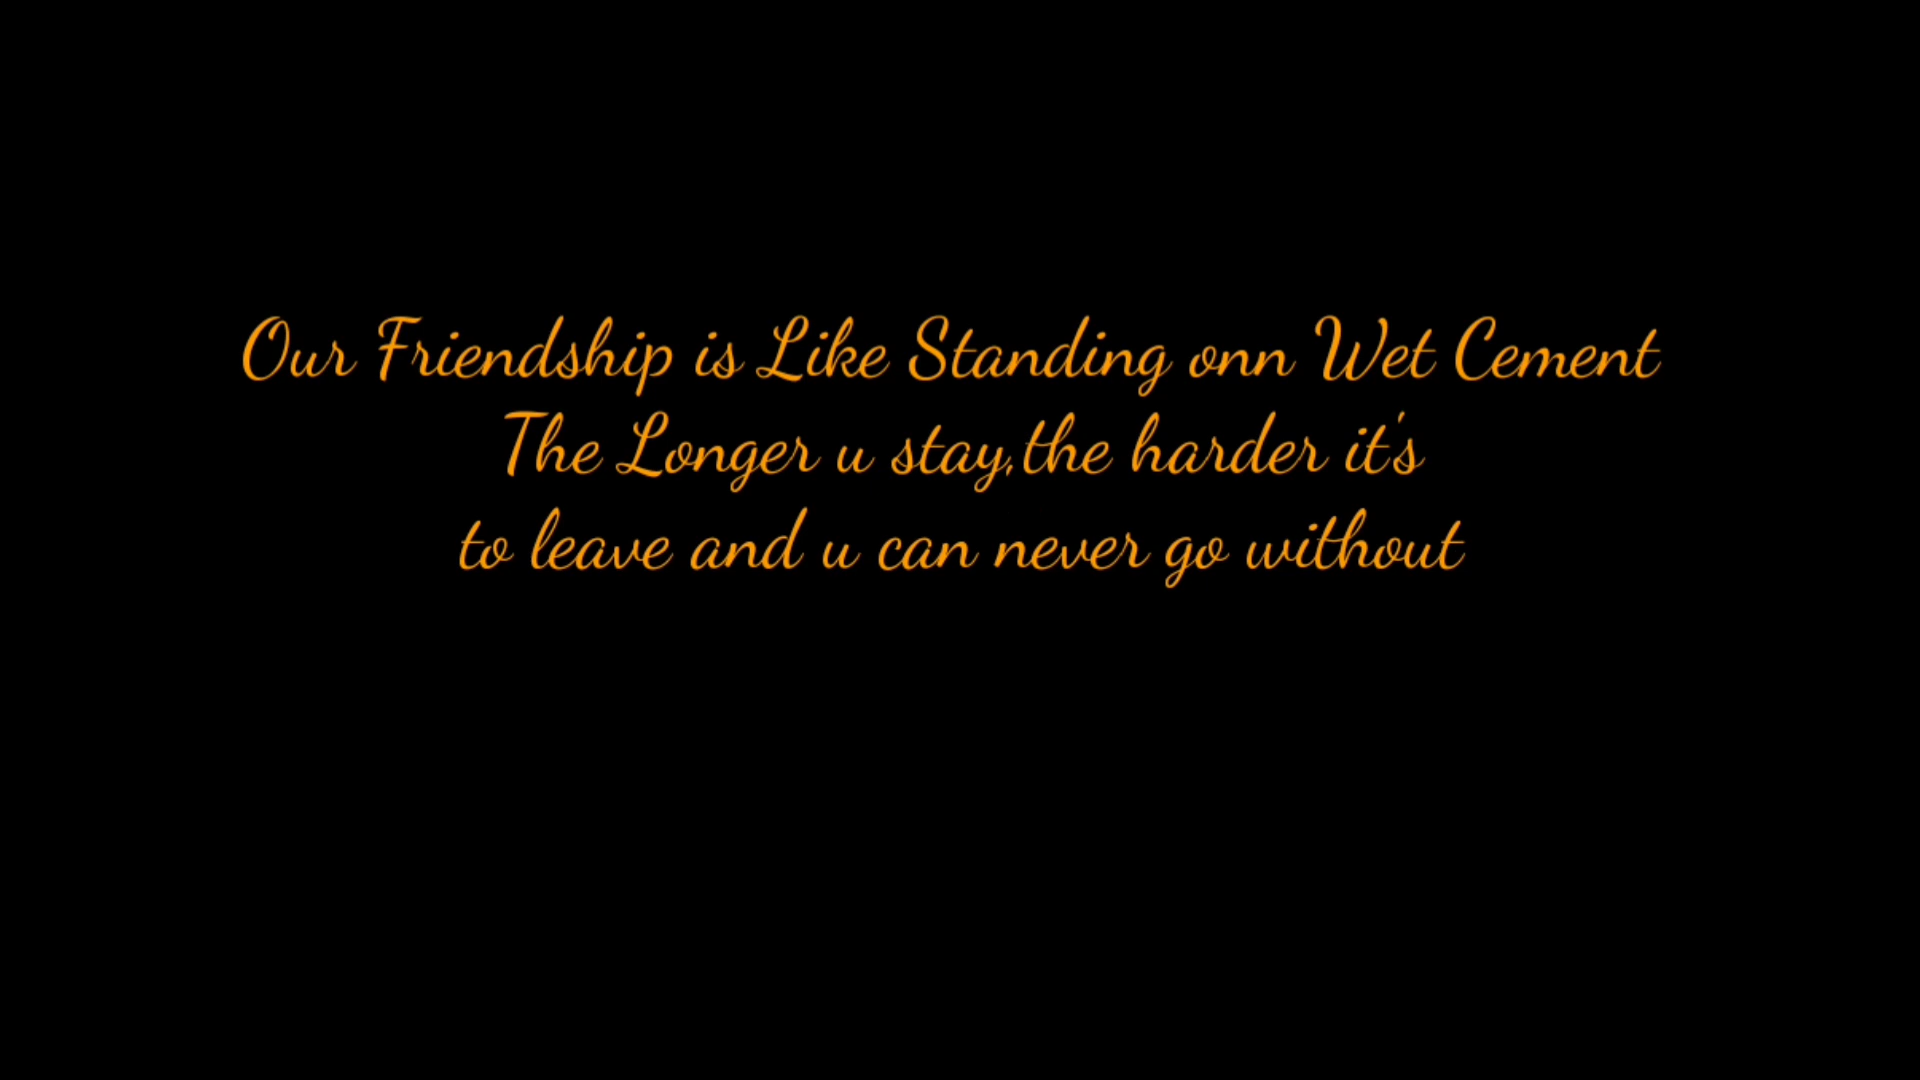 Our Friendship is Like Standing onn Wet Cement
The Longer u stay,the harder it's
to leave and u can never go without